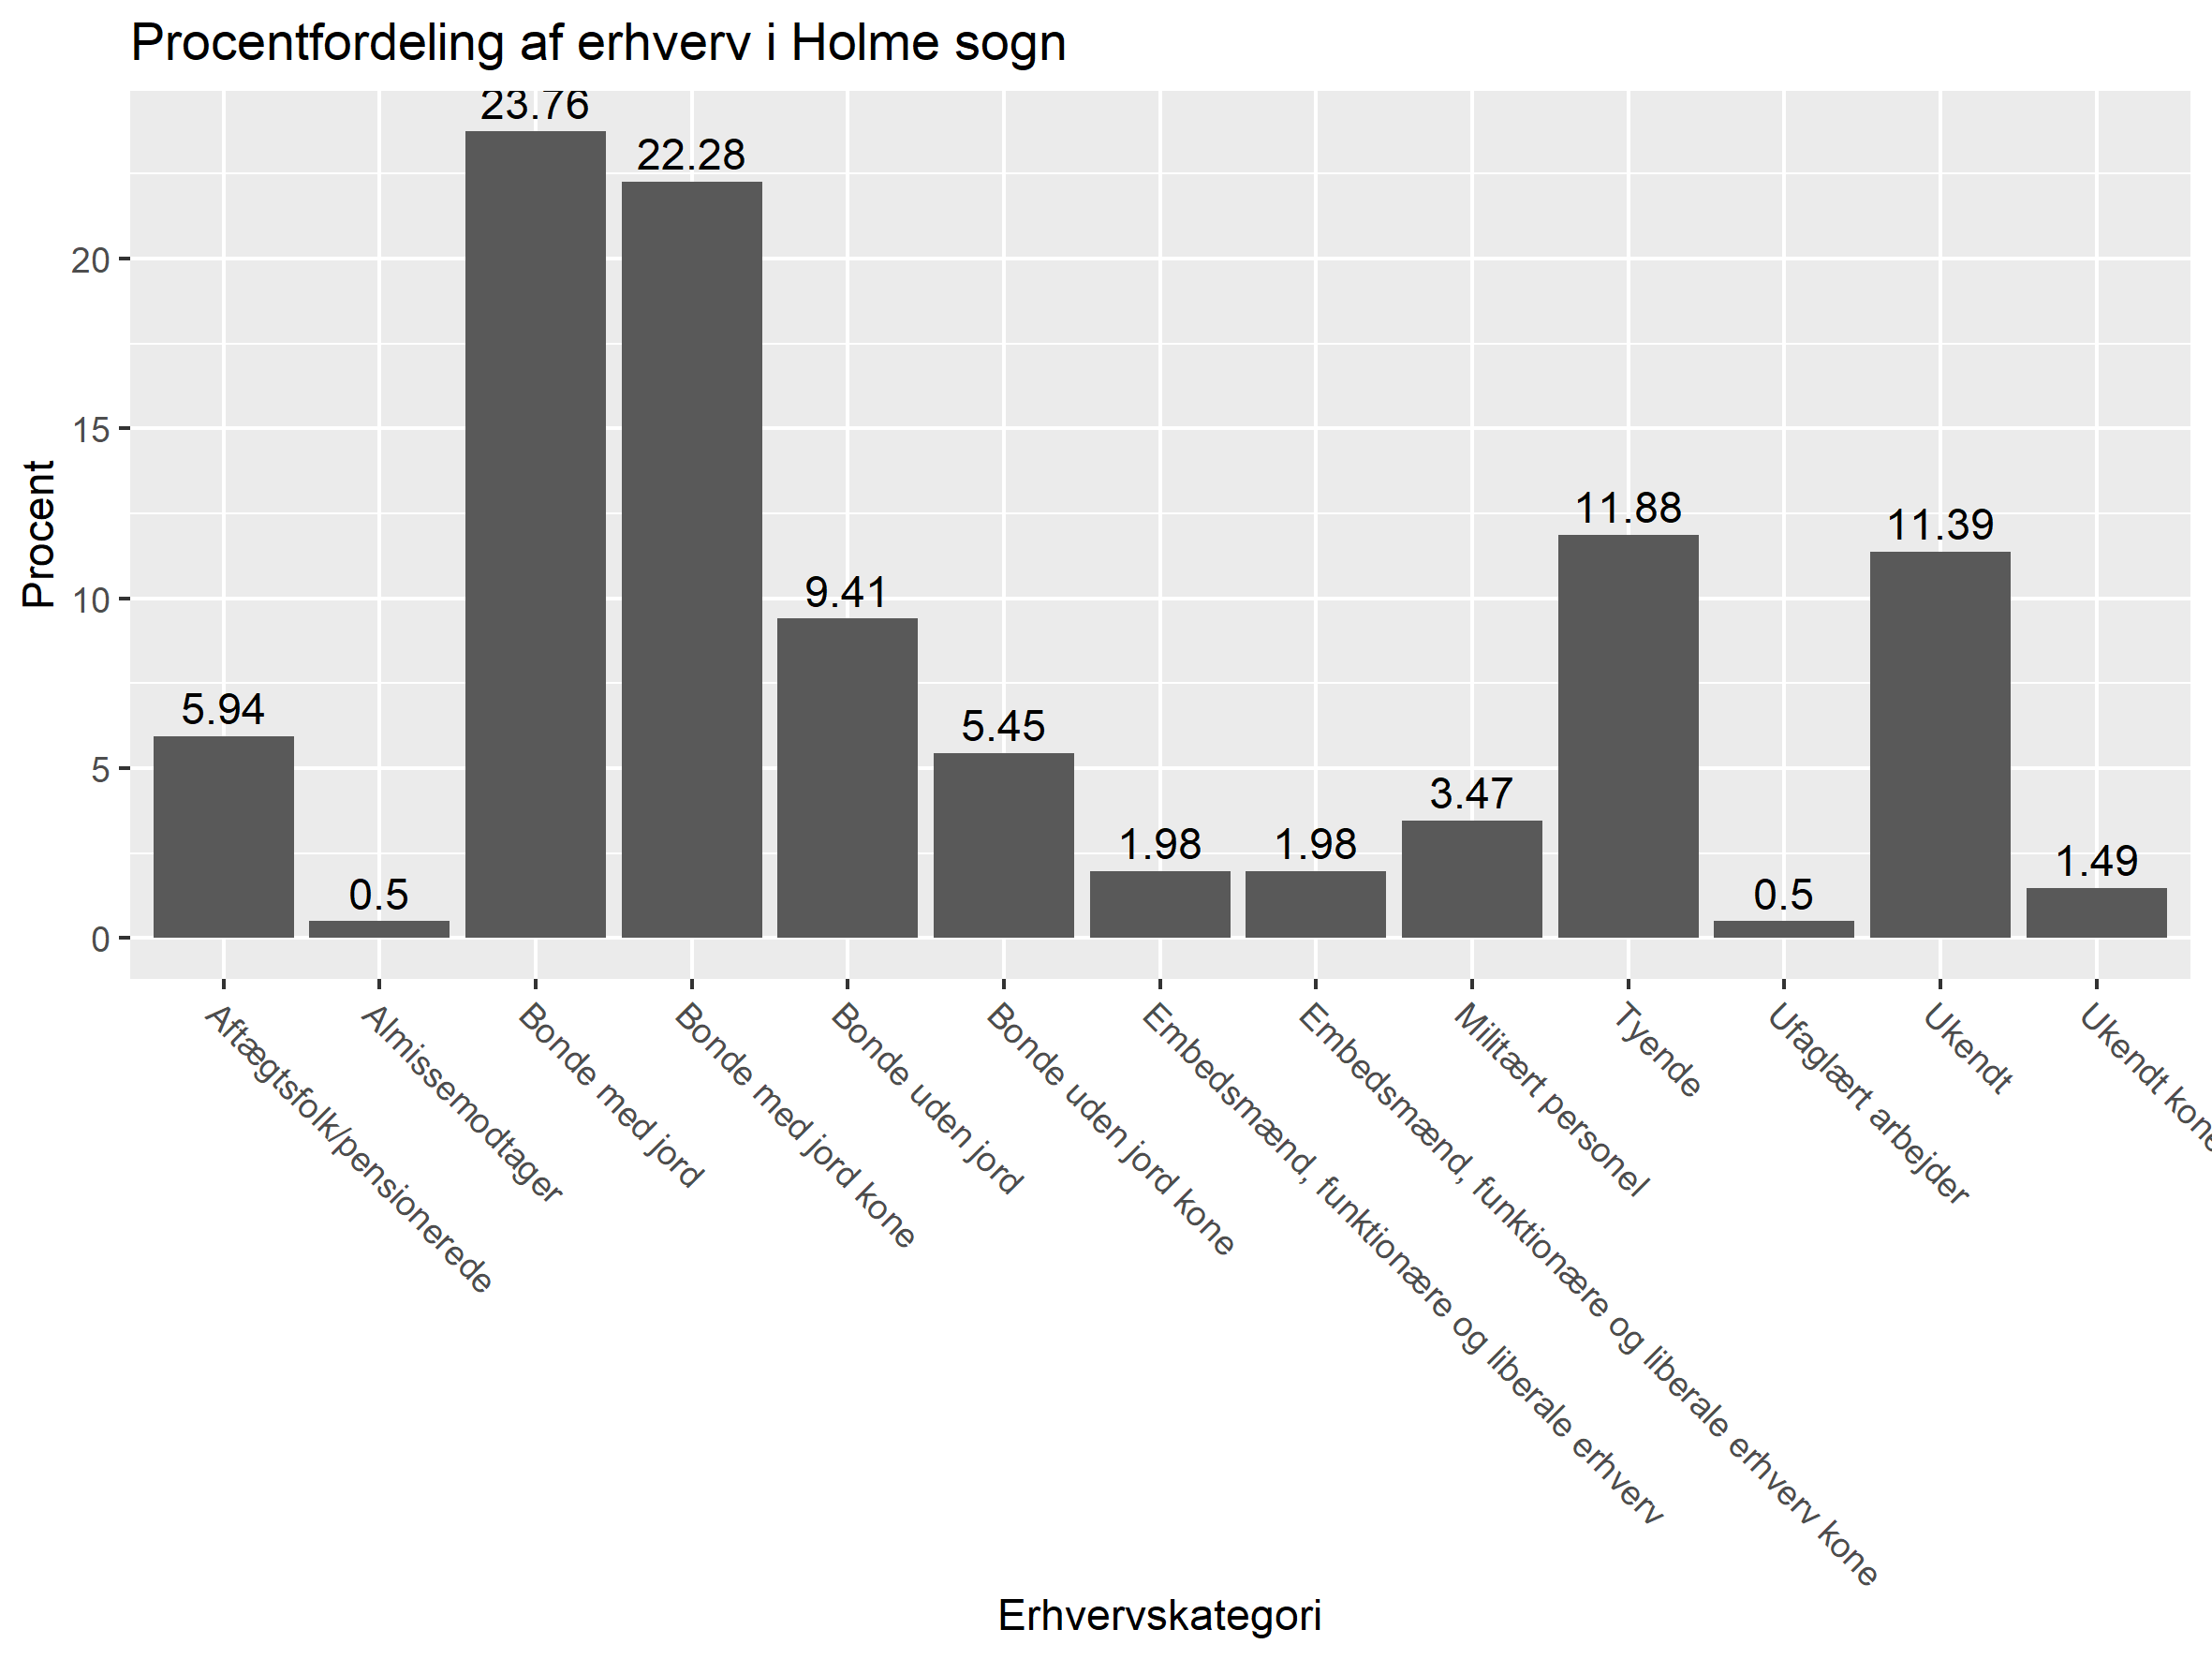 Procentfordeling af erhverv i Holme sogn
23.76
22.28
20
15
11.88
11.39
10
9.41
5.94
5.45
5
3.47
1.98
1.98
1.49
0.5
0.5
0
Procent
Aftægtsfolk/pensionerede
Almissemodtager
Bonde med jord
Bonde med jord kone
Bonde uden jord
Bonde uden jord kone
Embedsmænd, funktionære og liberale erhverv
Embedsmænd, funktionære og liberale erhverv kone
Militært personel
Tyende
Ufaglært arbejder
Ukendt
Ukendt kone
Erhvervskategori